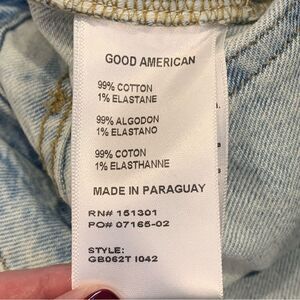 GOOD AMERICAN
99% COTTON
1% ELASTANE
99% ALGODON
1% ELASTANO
99% COTON
1% ELASTHANNE
MADE IN PARAGUAY
RN# 151301
PO# 07165-02
STYLE:
GB062T I042